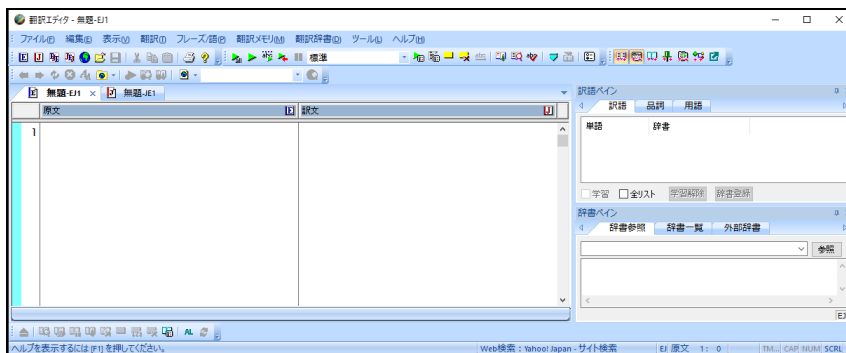 翻訳エディタ - 無題-EJ1
ファイル(F) 編集(E) 表示(V) 翻訳(T) フレーズ/語(P) 翻訳メモリ(M) 翻訳辞書(D) ツール(L) ヘルプ(H)
標準
無題-EJ1 × 無題-JE1
原文 E 訳文 J
1
訳語ペイン
訳語 品詞 用語
単語 辞書
学習 全リスト 学習解除 辞書登録
辞書ペイン
辞書参照 辞書一覧 外部辞書
参照
EJ
AL
ヘルプを表示するには [F1] を押してください。 Web検索 : Yahoo! Japan - サイト検索 EJ 原文 1: 0 TM... CAP NUM SCRL